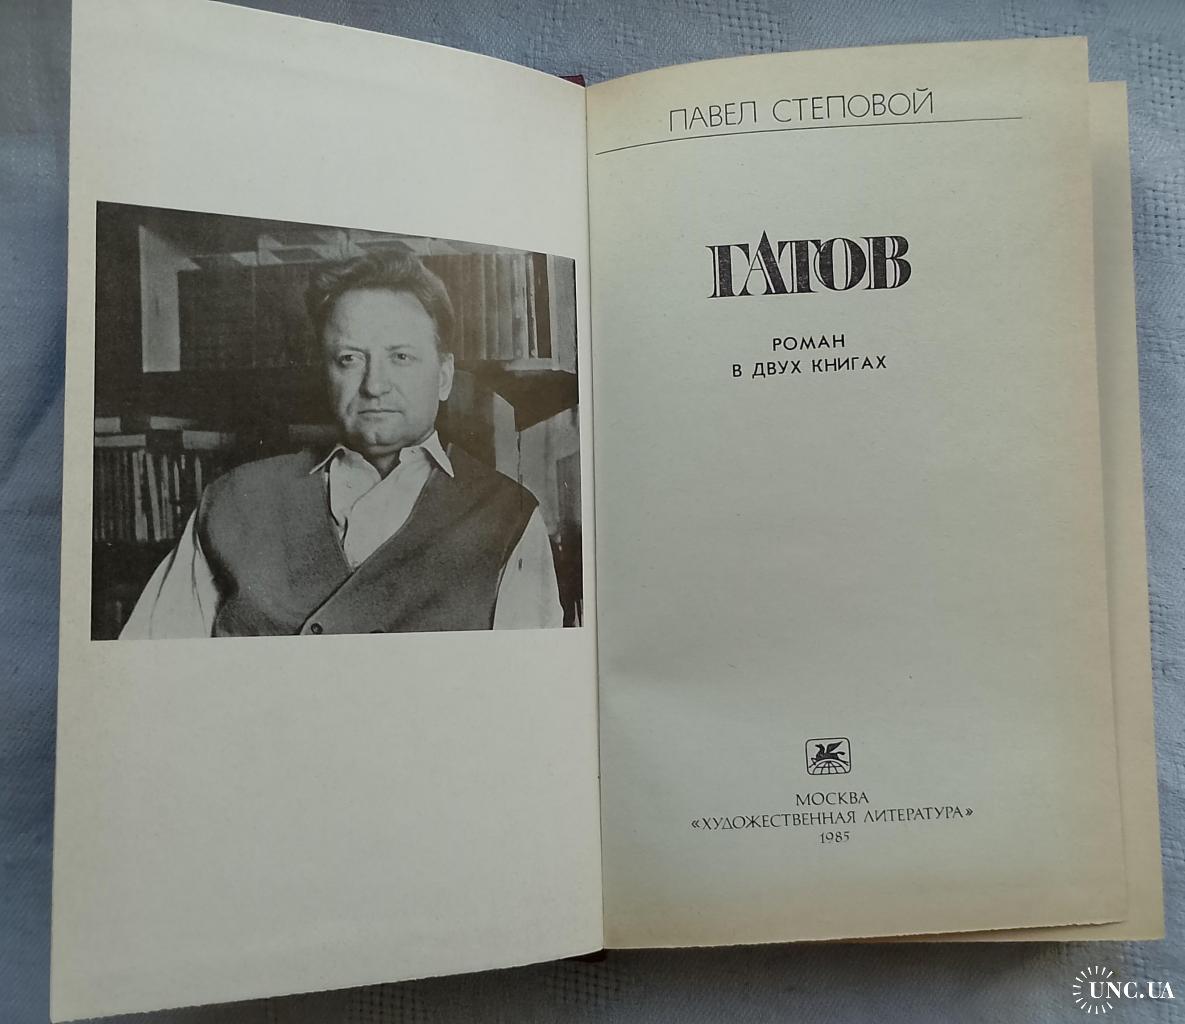 ПАВЕЛ СТЕПОВОЙ
ГАТОВ
РОМАН
В ДВУХ КНИГАХ
МОСКВА
«ХУДОЖЕСТВЕННАЯ ЛИТЕРАТУРА»
1985
UNC.UA